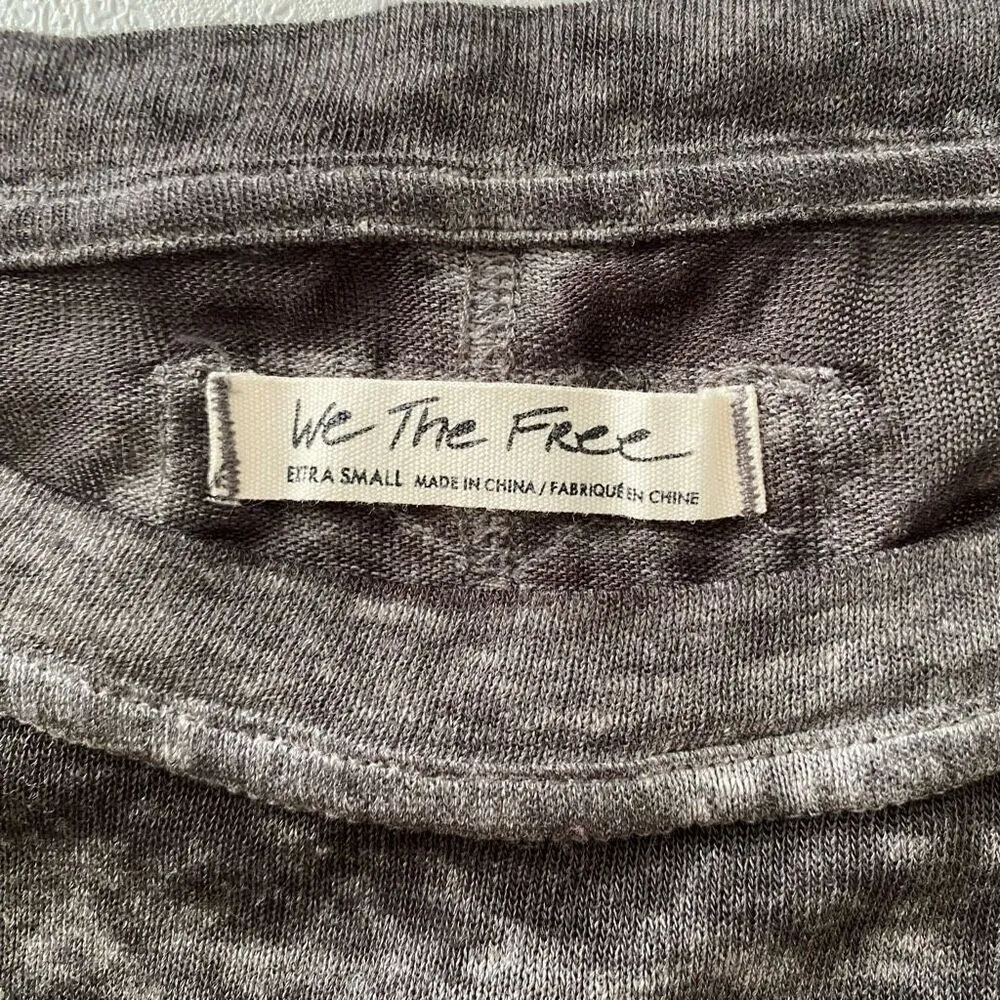 We The Free
EXTRA SMALL MADE IN CHINA / FABRIQUÉ EN CHINE